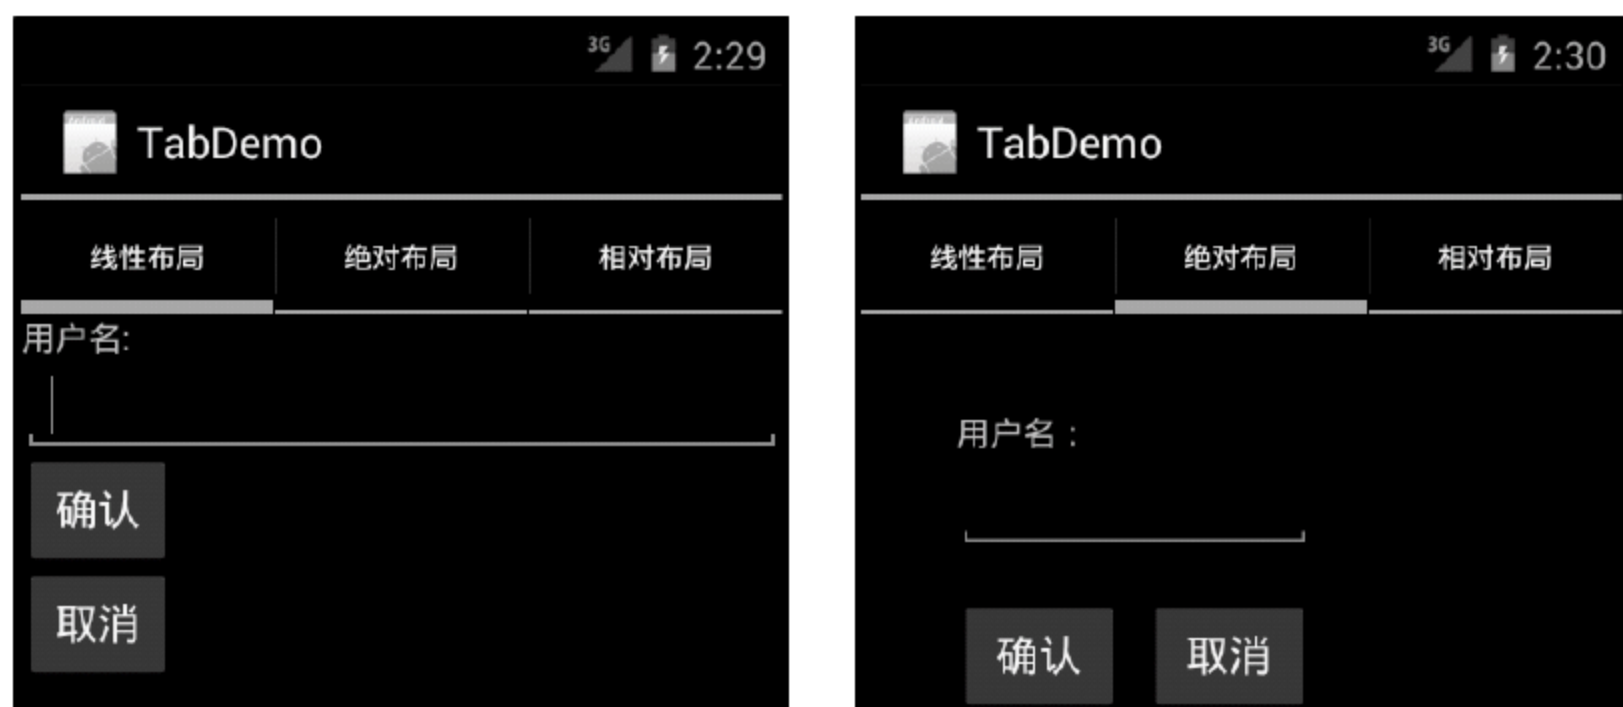 3G 2:29
TabDemo
线性布局 绝对布局 相对布局
用户名:
确认
取消
3G 2:30
TabDemo
线性布局 绝对布局 相对布局
用户名：
确认 取消